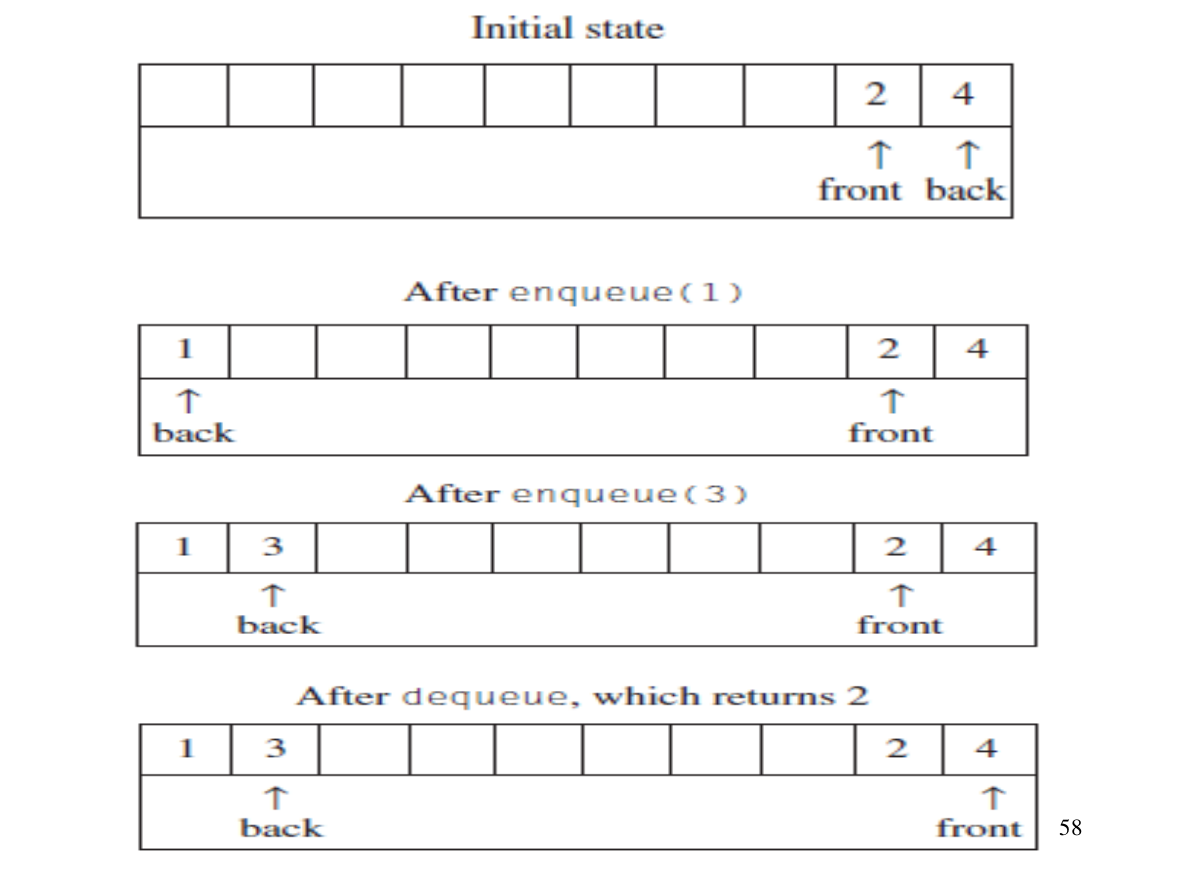 Initial state
2 4
↑ ↑
front back
After enqueue(1)
1 2 4
↑ ↑
back front
After enqueue(3)
1 3 2 4
↑ ↑
back front
After dequeue, which returns 2
1 3 2 4
↑ ↑
back front
58